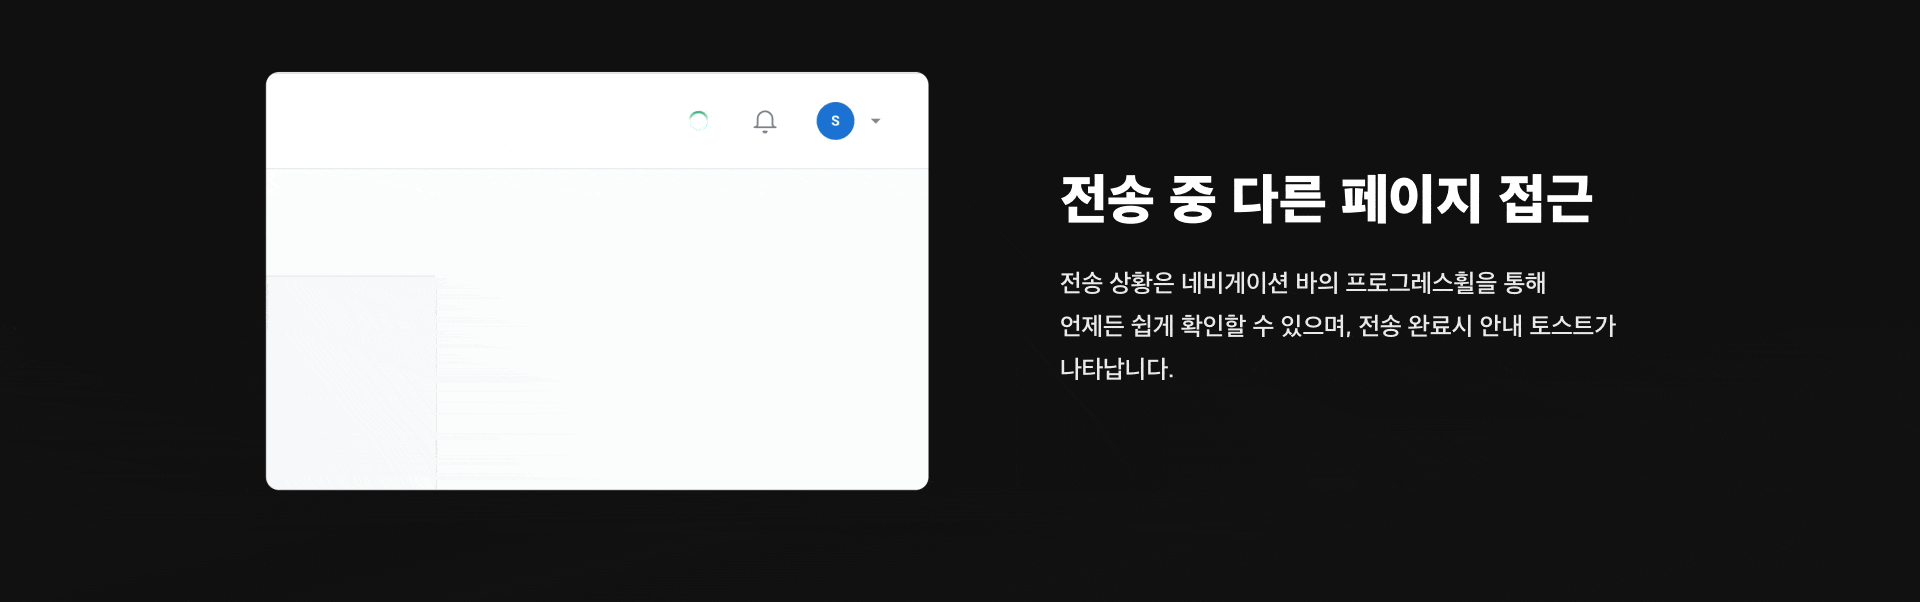 S
전송 중 다른 페이지 접근
전송 상황은 네비게이션 바의 프로그레스휠을 통해
언제든 쉽게 확인할 수 있으며, 전송 완료시 안내 토스트가
나타납니다.